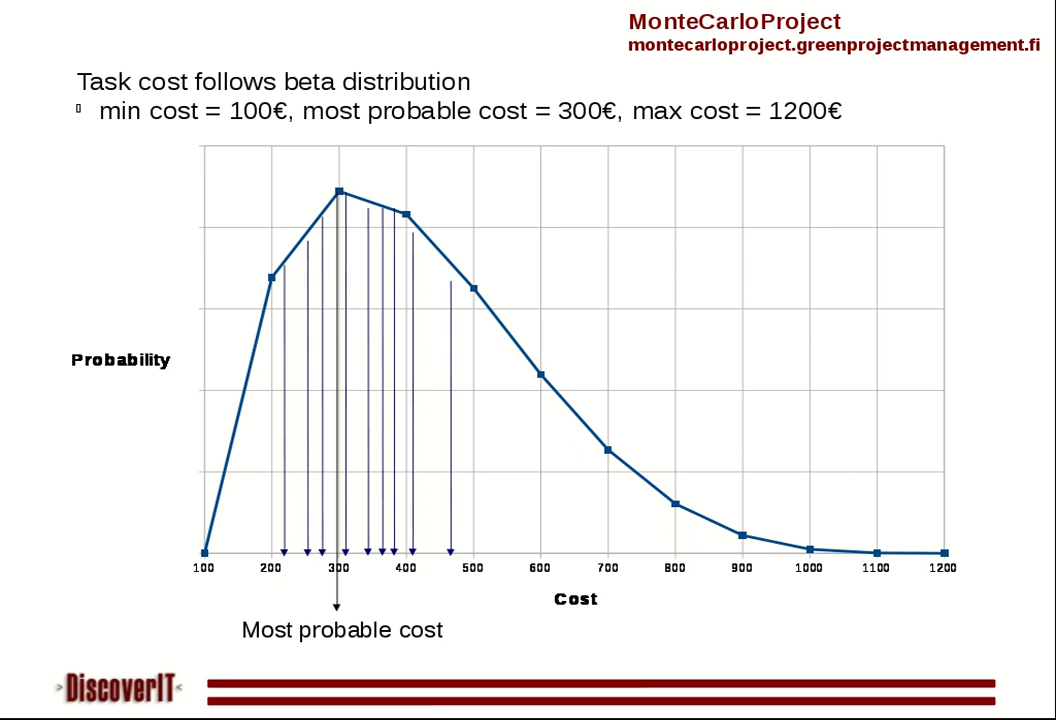 MonteCarloProject
montecarloproject.greenprojectmanagement.fi
Task cost follows beta distribution
min cost = 100€, most probable cost = 300€, max cost = 1200€
Probability
100 200 300 400 500 600 700 800 900 1000 1100 1200
Cost
Most probable cost
DiscoverIT